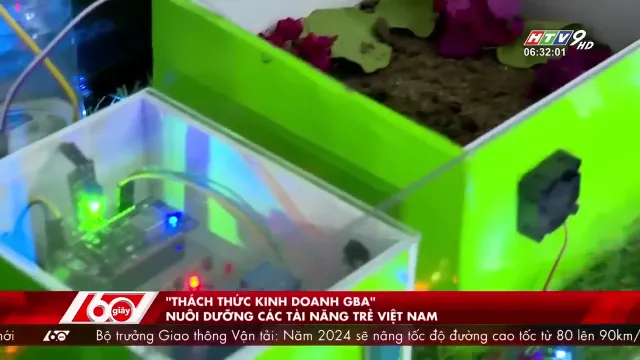 HTV9 HD
06:32:01
60 giây
"THÁCH THỨC KINH DOANH GBA"
NUÔI DƯỠNG CÁC TÀI NĂNG TRẺ VIỆT NAM
mới 60 giây Bộ trưởng Giao thông Vận tải: Năm 2024 sẽ nâng tốc độ đường cao tốc từ 80 lên 90km/